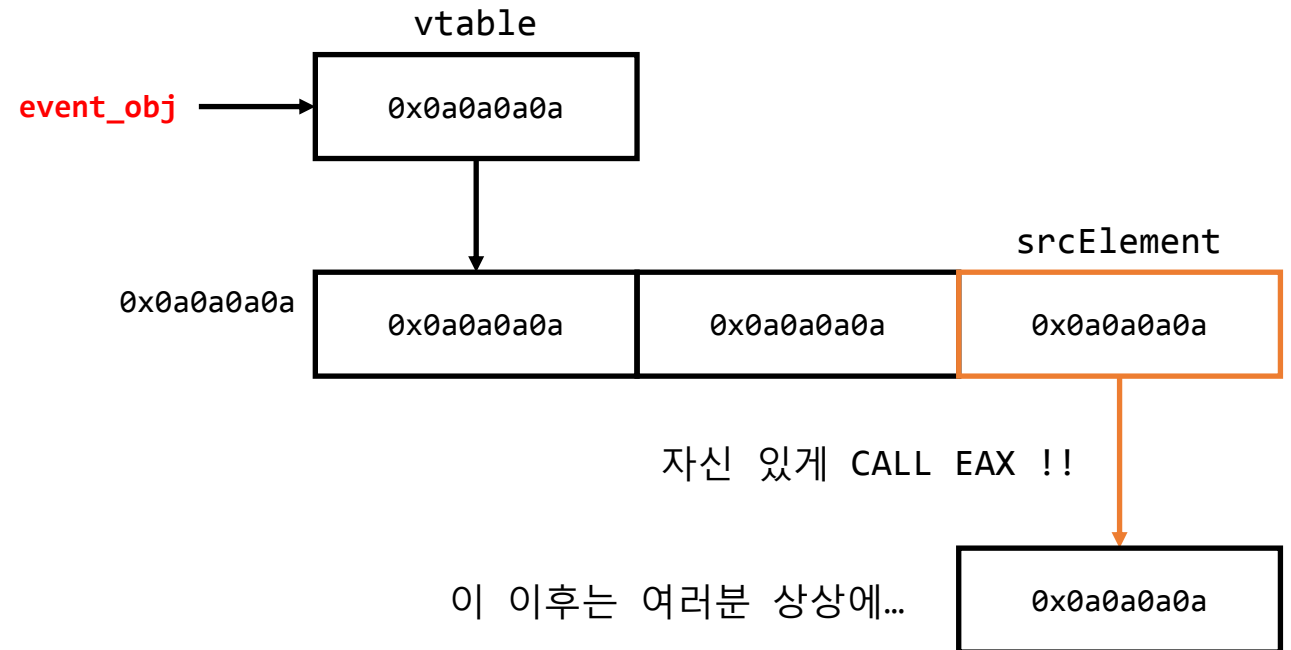 vtable
event_obj
0x0a0a0a0a
srcElement
0x0a0a0a0a
0x0a0a0a0a
0x0a0a0a0a
0x0a0a0a0a
자신 있게 CALL EAX !!
이 이후는 여러분 상상에…
0x0a0a0a0a